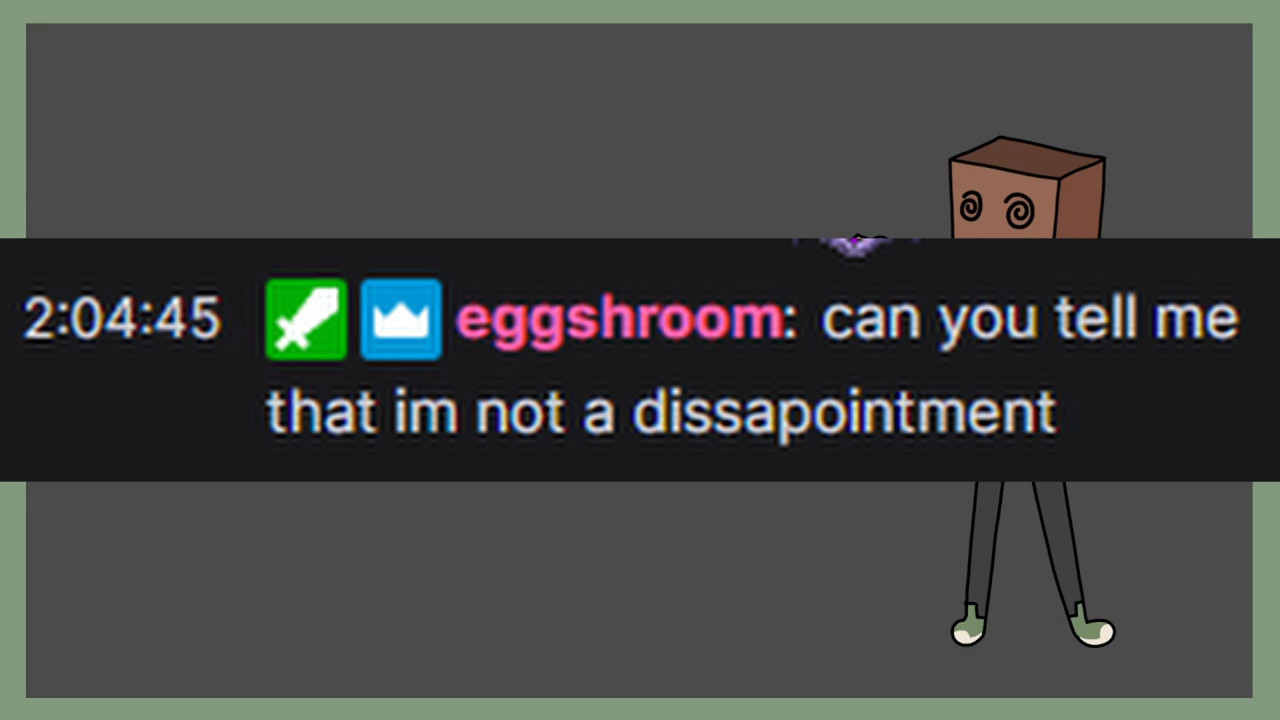 2:04:45 eggshroom: can you tell me
that im not a dissapointment